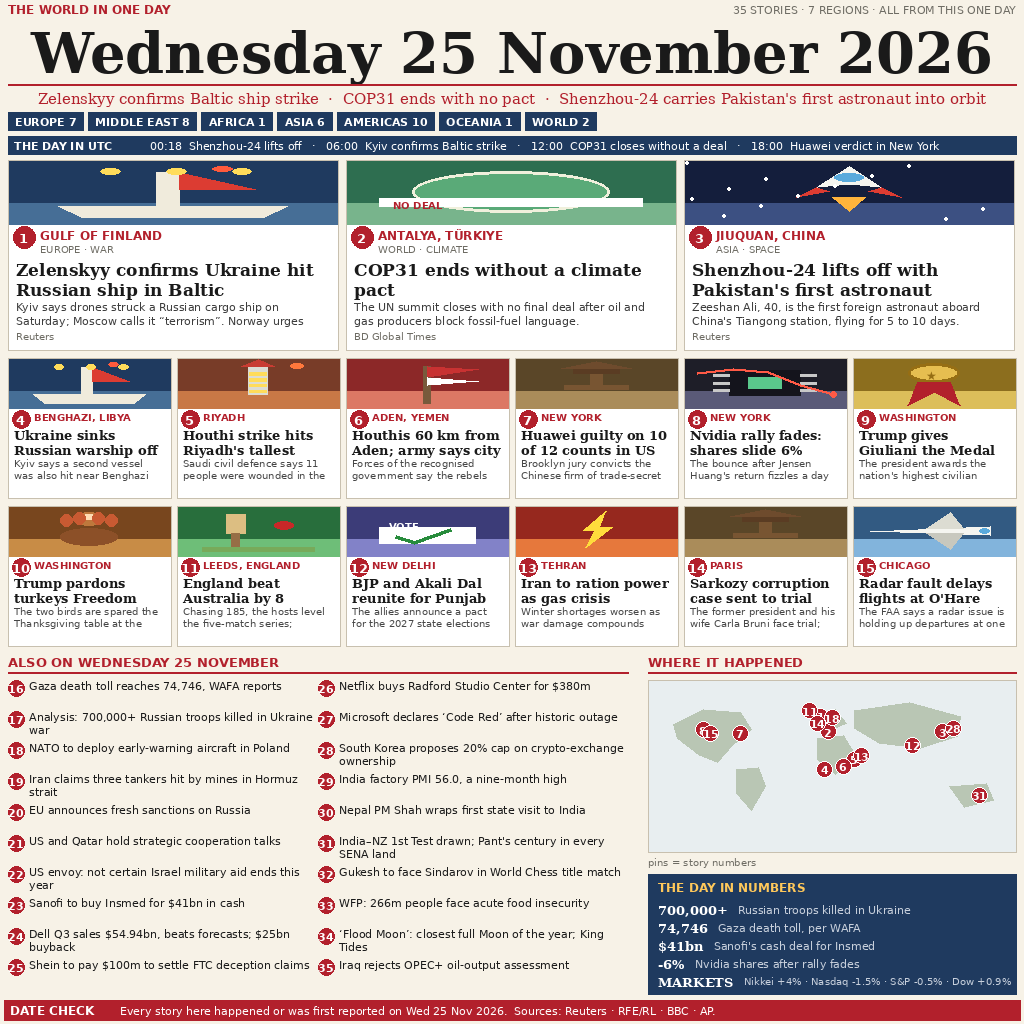 THE WORLD IN ONE DAY
35 STORIES · 7 REGIONS · ALL FROM THIS ONE DAY
Wednesday 25 November 2026
Zelenskyy confirms Baltic ship strike · COP31 ends with no pact · Shenzhou-24 carries Pakistan's first astronaut into orbit
EUROPE 7 MIDDLE EAST 8 AFRICA 1 ASIA 6 AMERICAS 10 OCEANIA 1 WORLD 2
THE DAY IN UTC 00:18 Shenzhou-24 lifts off · 06:00 Kyiv confirms Baltic strike · 12:00 COP31 closes without a deal · 18:00 Huawei verdict in New York
1 GULF OF FINLAND
EUROPE · WAR
Zelenskyy confirms Ukraine hit
Russian ship in Baltic
Kyiv says drones struck a Russian cargo ship on
Saturday; Moscow calls it “terrorism”. Norway urges
Reuters
NO DEAL
2 ANTALYA, TÜRKIYE
WORLD · CLIMATE
COP31 ends without a climate
pact
The UN summit closes with no final deal after oil and
gas producers block fossil-fuel language.
BD Global Times
3 JIUQUAN, CHINA
ASIA · SPACE
Shenzhou-24 lifts off with
Pakistan's first astronaut
Zeeshan Ali, 40, is the first foreign astronaut aboard
China's Tiangong station, flying for 5 to 10 days.
Reuters
4 BENGHAZI, LIBYA
Ukraine sinks
Russian warship off
Kyiv says a second vessel
was also hit near Benghazi
5 RIYADH
Houthi strike hits
Riyadh's tallest
Saudi civil defence says 11
people were wounded in the
6 ADEN, YEMEN
Houthis 60 km from
Aden; army says city
Forces of the recognised
government say the rebels
7 NEW YORK
Huawei guilty on 10
of 12 counts in US
Brooklyn jury convicts the
Chinese firm of trade-secret
8 NEW YORK
Nvidia rally fades:
shares slide 6%
The bounce after Jensen
Huang's return fizzles a day
9 WASHINGTON
Trump gives
Giuliani the Medal
The president awards the
nation's highest civilian
10 WASHINGTON
Trump pardons
turkeys Freedom
The two birds are spared the
Thanksgiving table at the
11 LEEDS, ENGLAND
England beat
Australia by 8
Chasing 185, the hosts level
the five-match series;
VOTE
12 NEW DELHI
BJP and Akali Dal
reunite for Punjab
The allies announce a pact
for the 2027 state elections
13 TEHRAN
Iran to ration power
as gas crisis
Winter shortages worsen as
war damage compounds
14 PARIS
Sarkozy corruption
case sent to trial
The former president and his
wife Carla Bruni face trial;
15 CHICAGO
Radar fault delays
flights at O'Hare
The FAA says a radar issue is
holding up departures at one
ALSO ON WEDNESDAY 25 NOVEMBER
16 Gaza death toll reaches 74,746, WAFA reports
17 Analysis: 700,000+ Russian troops killed in Ukraine
war
18 NATO to deploy early-warning aircraft in Poland
19 Iran claims three tankers hit by mines in Hormuz
strait
20 EU announces fresh sanctions on Russia
21 US and Qatar hold strategic cooperation talks
22 US envoy: not certain Israel military aid ends this
year
23 Sanofi to buy Insmed for $41bn in cash
24 Dell Q3 sales $54.94bn, beats forecasts; $25bn
buyback
25 Shein to pay $100m to settle FTC deception claims
26 Netflix buys Radford Studio Center for $380m
27 Microsoft declares ‘Code Red’ after historic outage
28 South Korea proposes 20% cap on crypto-exchange
ownership
29 India factory PMI 56.0, a nine-month high
30 Nepal PM Shah wraps first state visit to India
31 India–NZ 1st Test drawn; Pant's century in every
SENA land
32 Gukesh to face Sindarov in World Chess title match
33 WFP: 266m people face acute food insecurity
34 ‘Flood Moon’: closest full Moon of the year; King
Tides
35 Iraq rejects OPEC+ oil-output assessment
WHERE IT HAPPENED
11 18 14 2 15 7 3 28 12 13 4 6 31
pins = story numbers
THE DAY IN NUMBERS
700,000+ Russian troops killed in Ukraine
74,746 Gaza death toll, per WAFA
$41bn Sanofi's cash deal for Insmed
-6% Nvidia shares after rally fades
MARKETS Nikkei +4% · Nasdaq -1.5% · S&P -0.5% · Dow +0.9%
DATE CHECK Every story here happened or was first reported on Wed 25 Nov 2026. Sources: Reuters · RFE/RL · BBC · AP.